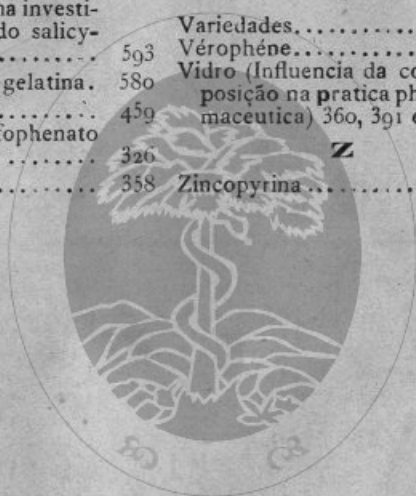 na investi-
do salicy-
............ 593
gelatina. 580
............ 459
fophenato
............ 326
............ 358
Variedades............
Vérophéne............
Vidro (Influencia da co
posição na pratica ph
maceutica) 360, 391 e
Z
Zincopyrina............